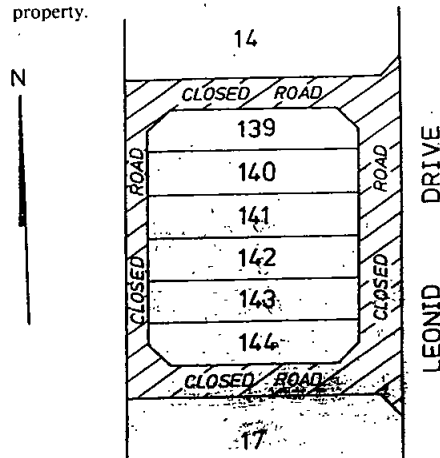 property.
14
N
CLOSED ROAD
139
140
141
142
143
144
CLOSED ROAD
CLOSED ROAD
CLOSED ROAD
17
LEONID DRIVE